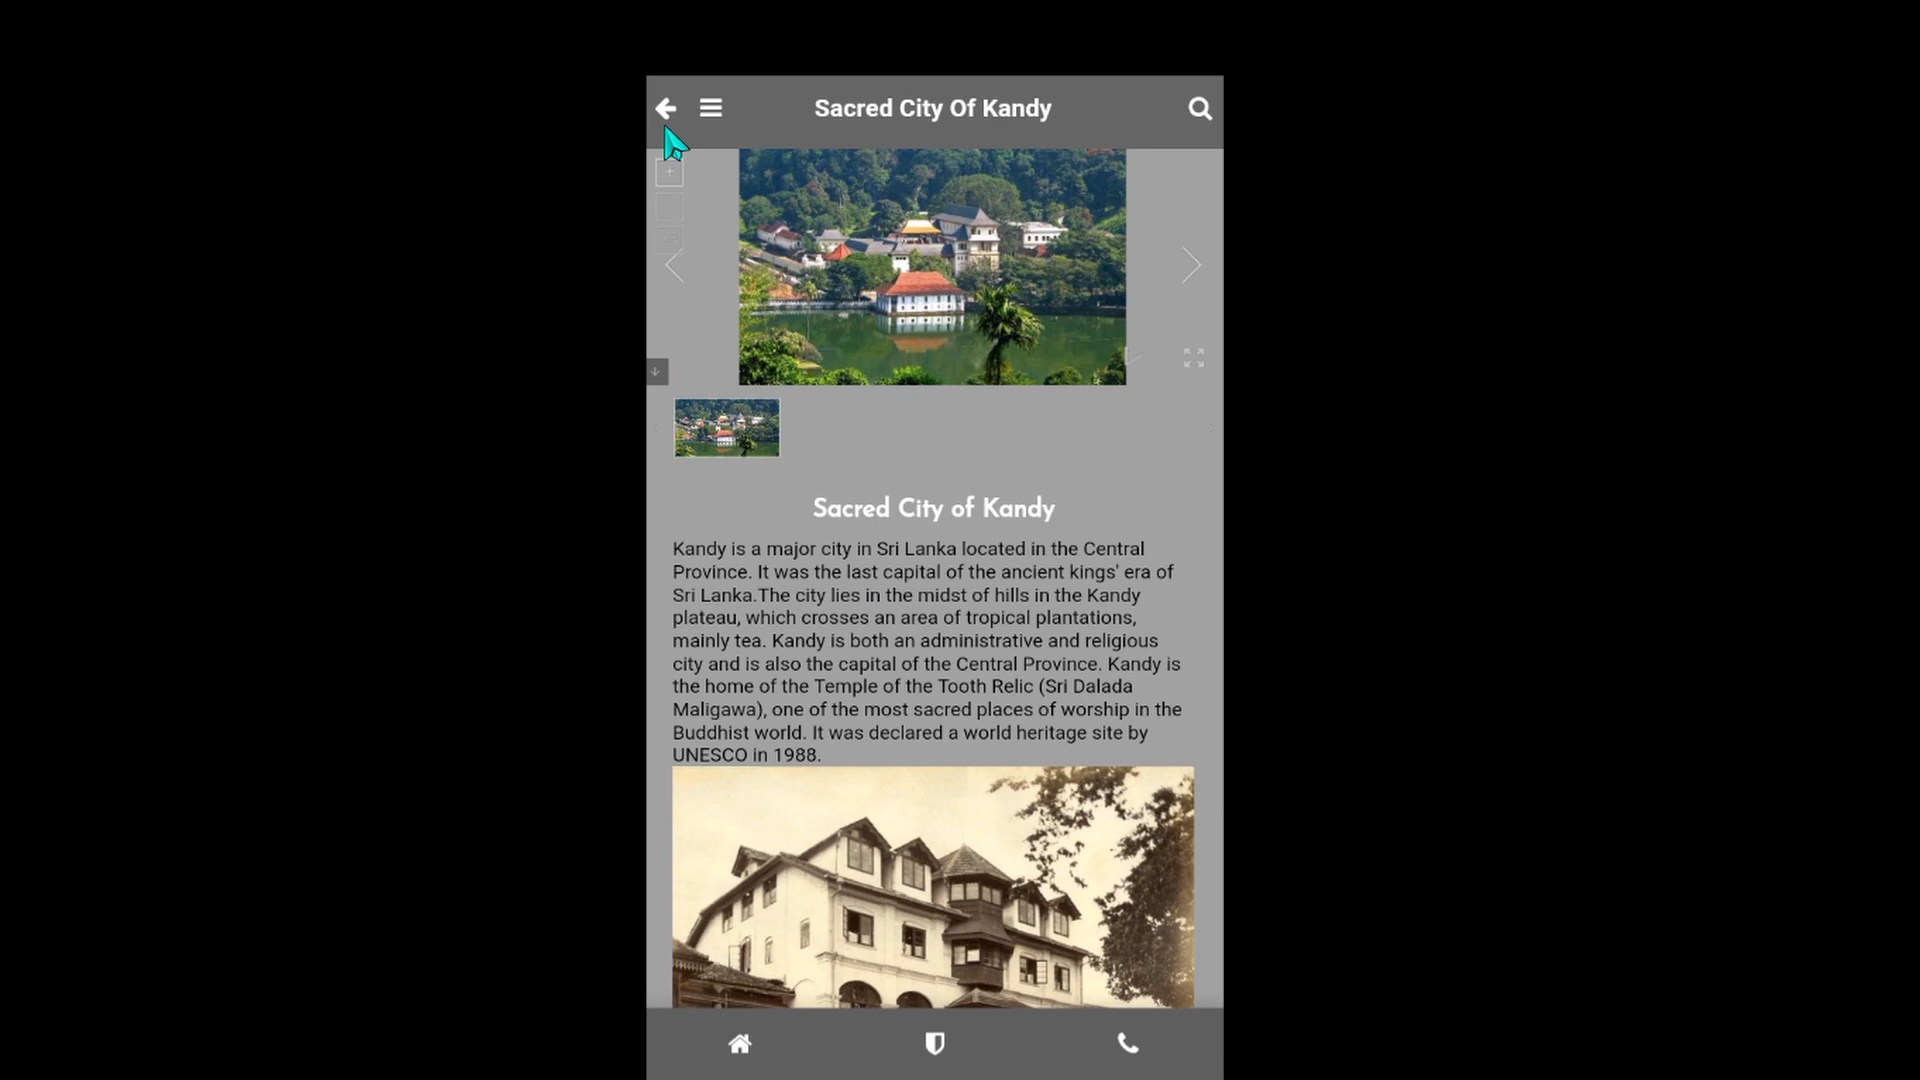 Sacred City Of Kandy
Sacred City of Kandy
Kandy is a major city in Sri Lanka located in the Central
Province. It was the last capital of the ancient kings' era of
Sri Lanka.The city lies in the midst of hills in the Kandy
plateau, which crosses an area of tropical plantations,
mainly tea. Kandy is both an administrative and religious
city and is also the capital of the Central Province. Kandy is
the home of the Temple of the Tooth Relic (Sri Dalada
Maligawa), one of the most sacred places of worship in the
Buddhist world. It was declared a world heritage site by
UNESCO in 1988.